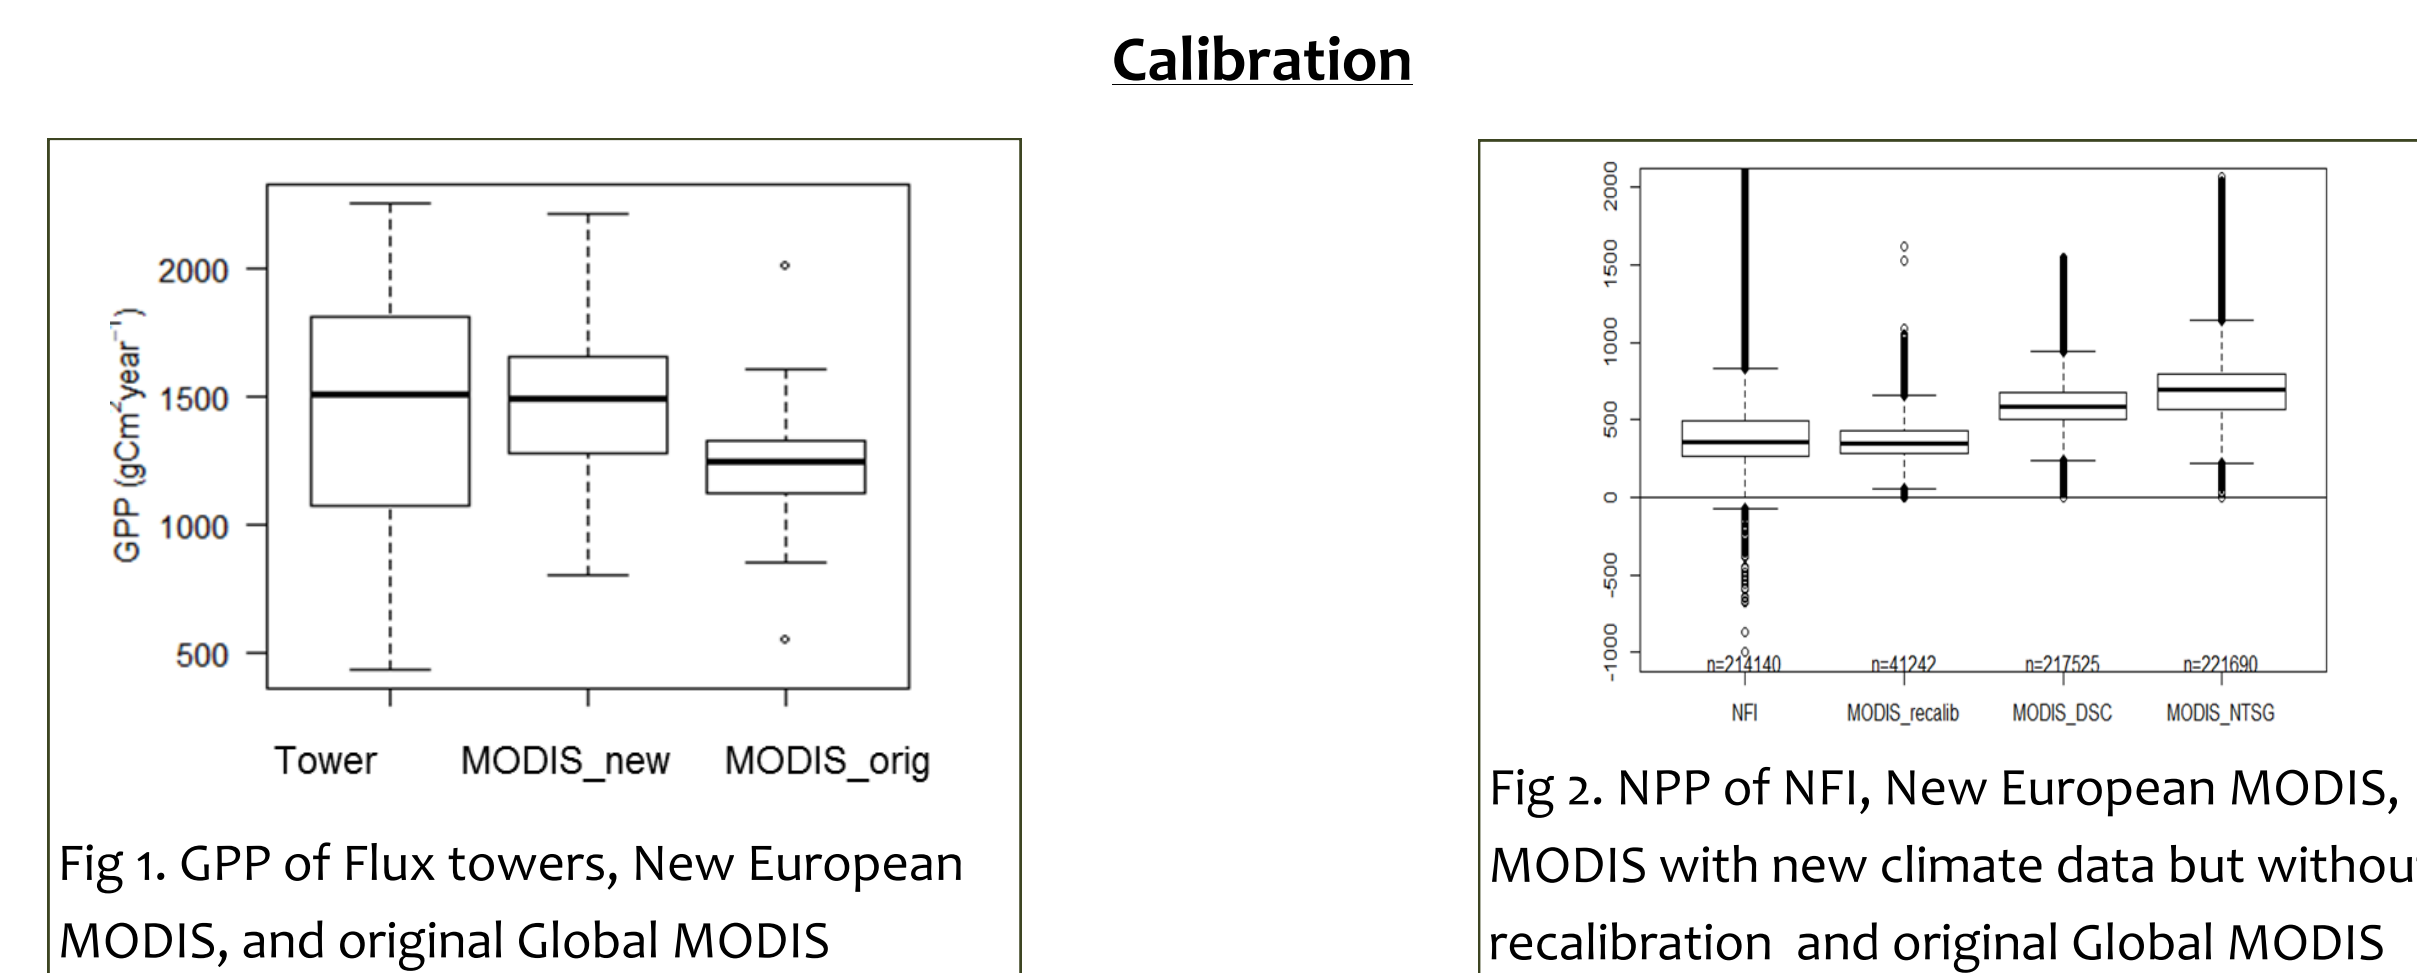 Calibration
2000
1500
1000
500
GPP (gCm²year⁻¹)
Tower MODIS_new MODIS_orig
Fig 1. GPP of Flux towers, New European
MODIS, and original Global MODIS
2000
1500
1000
500
0
-500
-1000
n=214140 n=41242 n=217525 n=221690
NFI MODIS_recalib MODIS_DSC MODIS_NTSG
Fig 2. NPP of NFI, New European MODIS,
MODIS with new climate data but without
recalibration and original Global MODIS